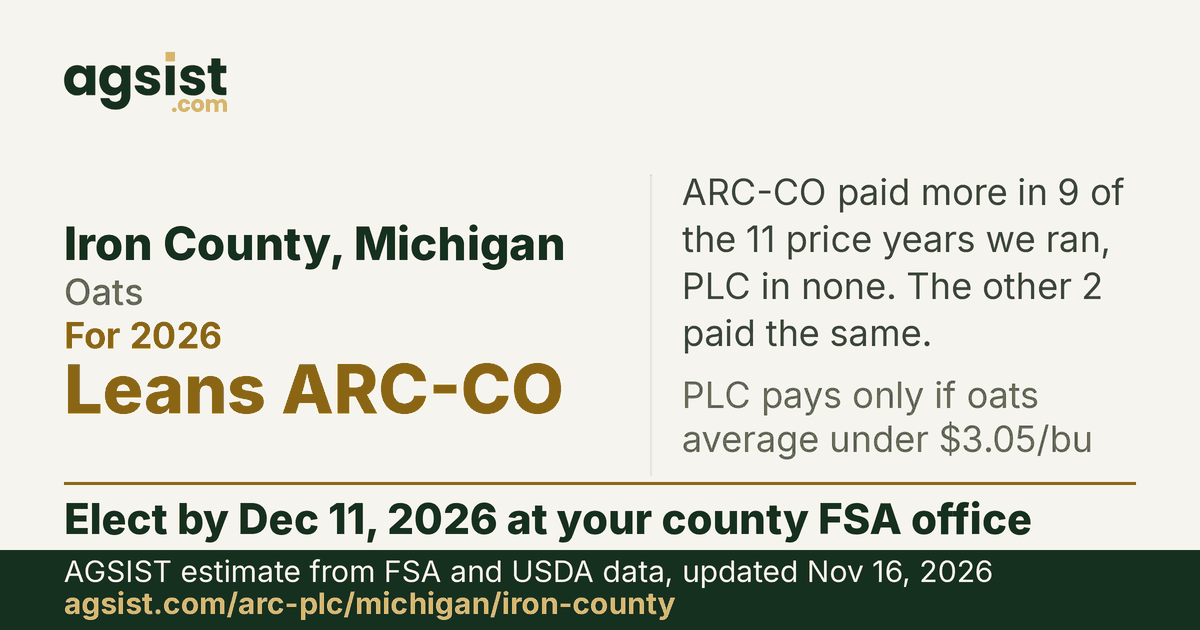 agsist
.com
Iron County, Michigan
Oats
For 2026
Leans ARC-CO
ARC-CO paid more in 9 of
the 11 price years we ran,
PLC in none. The other 2
paid the same.
PLC pays only if oats
average under $3.05/bu
Elect by Dec 11, 2026 at your county FSA office
AGSIST estimate from FSA and USDA data, updated Nov 16, 2026
agsist.com/arc-plc/michigan/iron-county